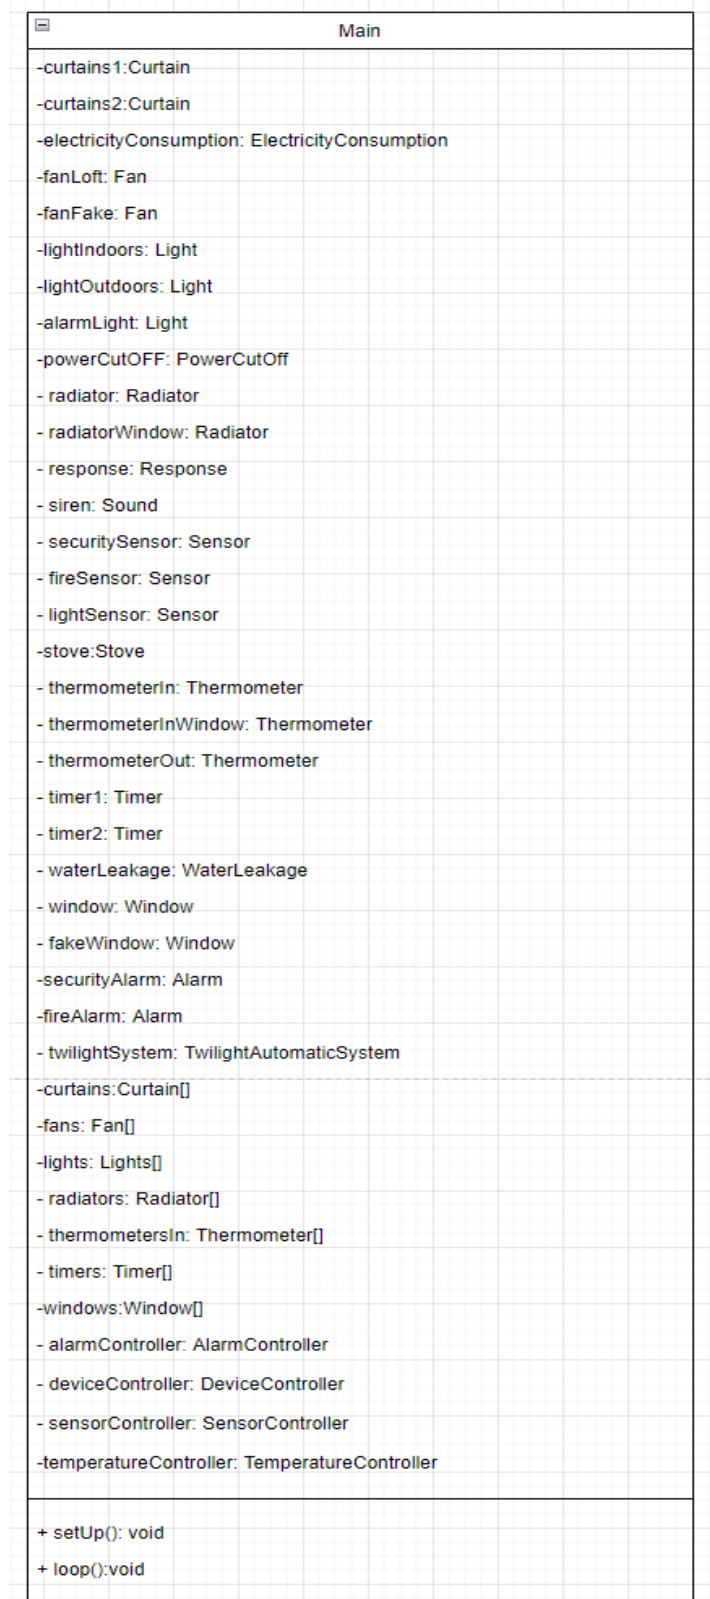 Main
-curtains1:Curtain
-curtains2:Curtain
-electricityConsumption: ElectricityConsumption
-fanLoft: Fan
-fanFake: Fan
-lightIndoors: Light
-lightOutdoors: Light
-alarmLight: Light
-powerCutOFF: PowerCutOff
- radiator: Radiator
- radiatorWindow: Radiator
- response: Response
- siren: Sound
- securitySensor: Sensor
- fireSensor: Sensor
- lightSensor: Sensor
-stove:Stove
- thermometerIn: Thermometer
- thermometerInWindow: Thermometer
- thermometerOut: Thermometer
- timer1: Timer
- timer2: Timer
- waterLeakage: WaterLeakage
- window: Window
- fakeWindow: Window
-securityAlarm: Alarm
-fireAlarm: Alarm
- twilightSystem: TwilightAutomaticSystem
-curtains:Curtain[]
-fans: Fan[]
-lights: Lights[]
- radiators: Radiator[]
- thermometersIn: Thermometer[]
- timers: Timer[]
-windows:Window[]
- alarmController: AlarmController
- deviceController: DeviceController
- sensorController: SensorController
-temperatureController: TemperatureController
+ setUp(): void
+ loop():void